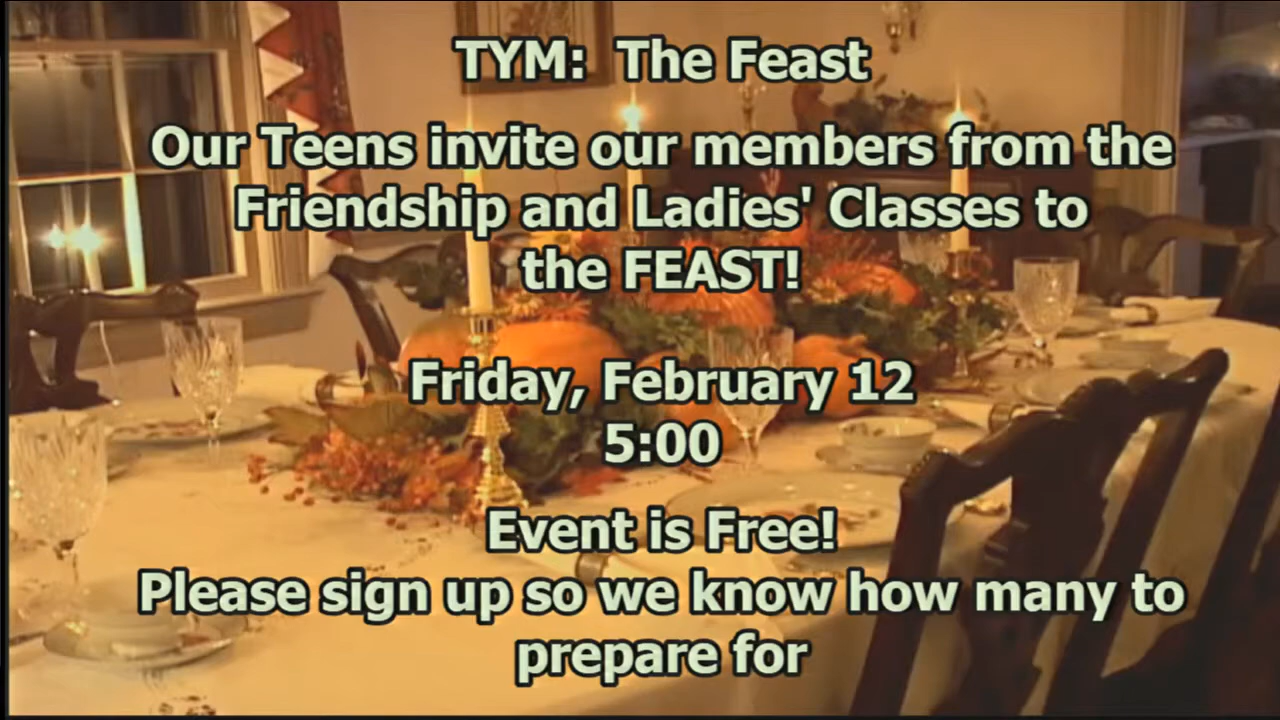 TYM:  The Feast
Our Teens invite our members from the
Friendship and Ladies' Classes to
the FEAST!
Friday, February 12
5:00
Event is Free!
Please sign up so we know how many to
prepare for